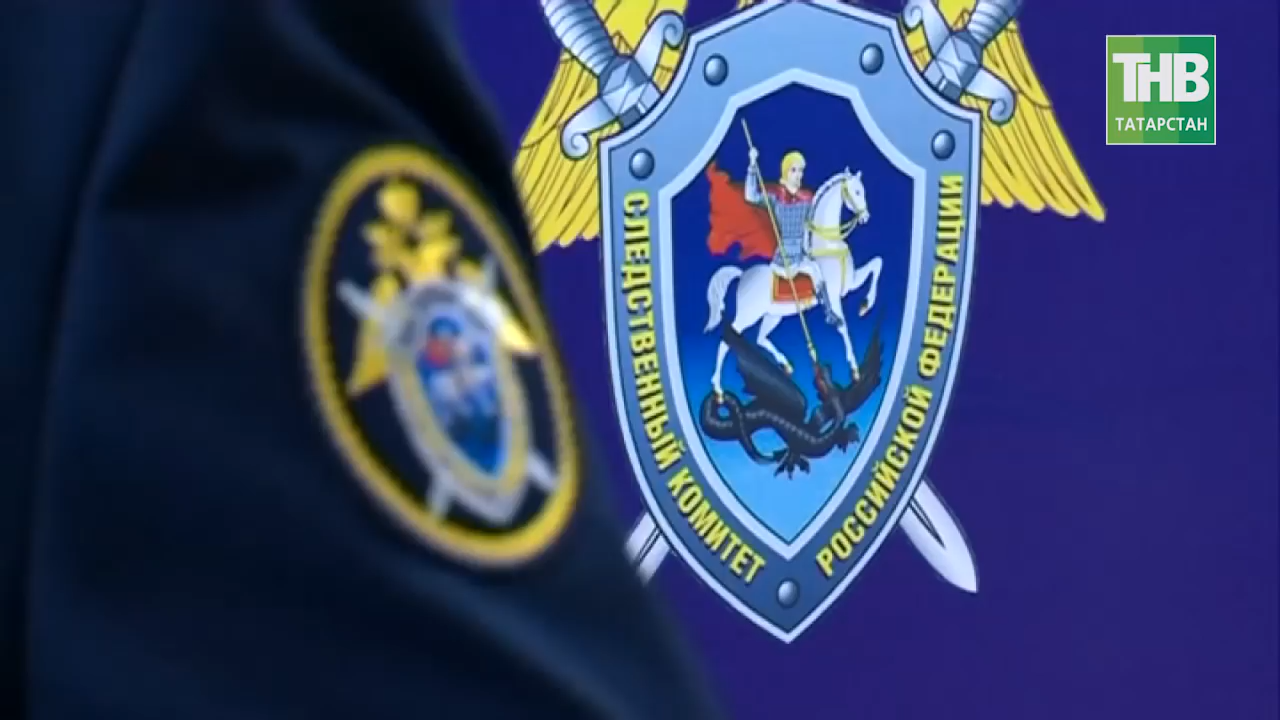 ТНВ
ТАТАРСТАН
СЛЕДСТВЕННЫЙ КОМИТЕТ
РОССИЙСКОЙ ФЕДЕРАЦИИ